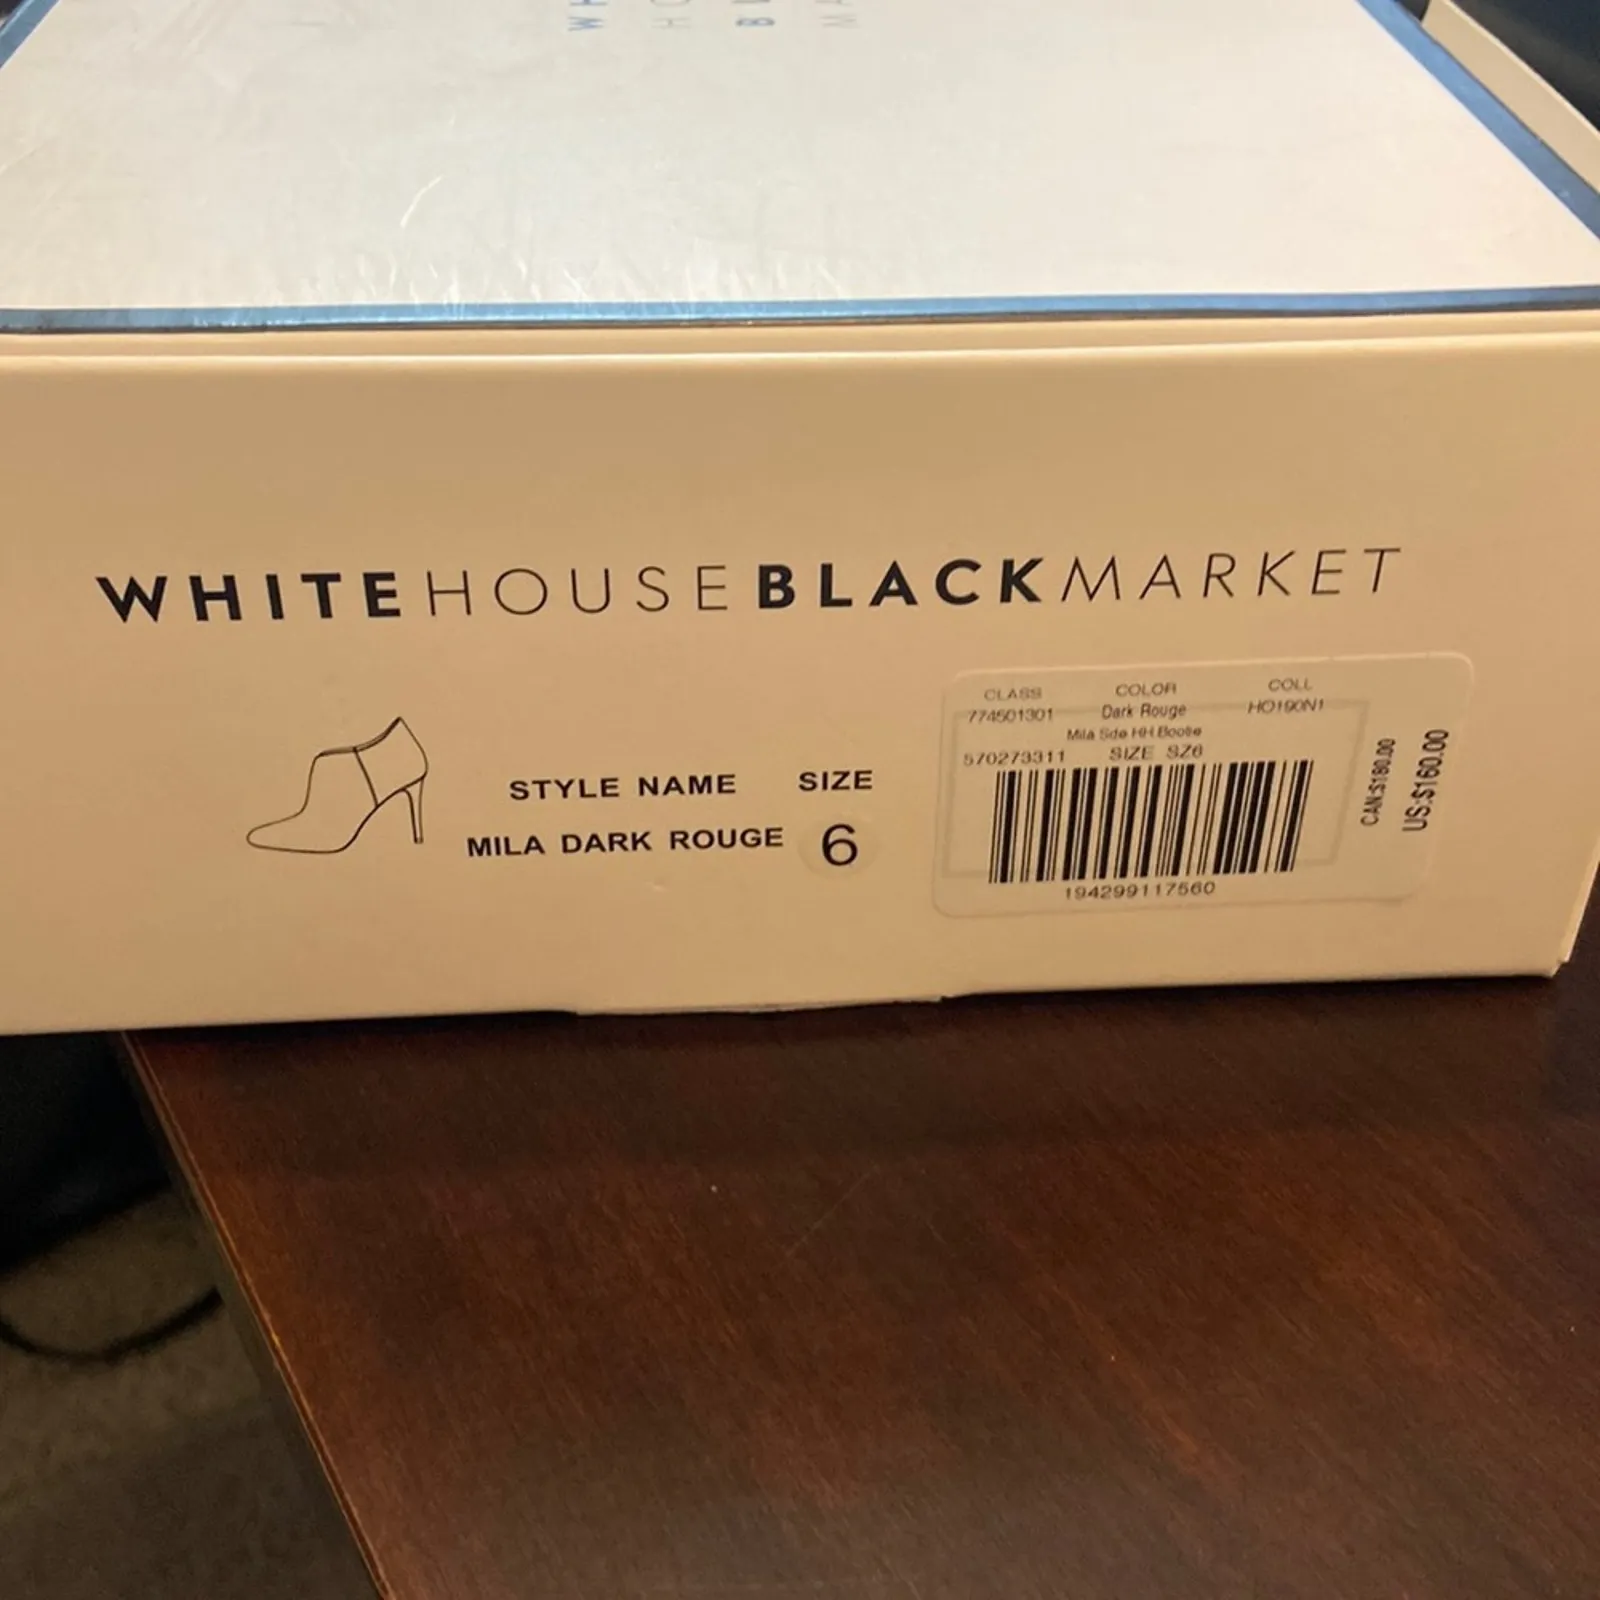 WHITEHOUSEBLACKMARKET
STYLE NAME SIZE
MILA DARK ROUGE 6
CLASS COLOR COLL
774501301 Dark Rouge HO190N1
Mila Sde HH Bootie
570273311 SIZE SZ6
194299117560
CAN:$180.00
US:$160.00